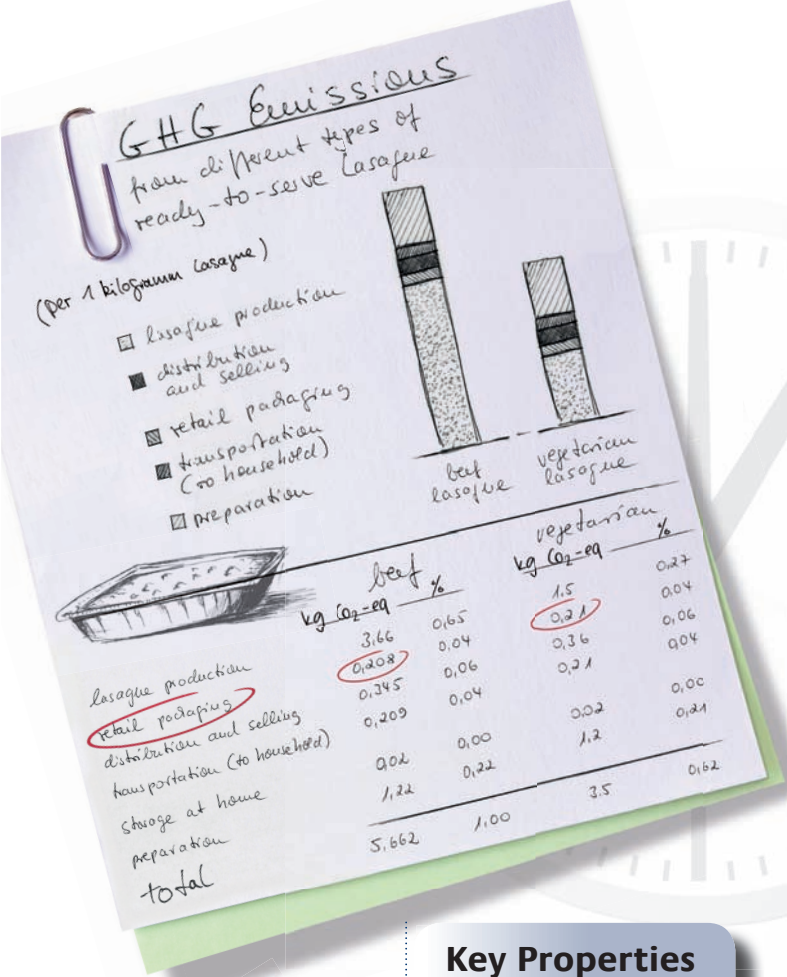 GHG Emissions
from different types of
ready-to-serve Lasagne
(per 1 kilogramm Lasagne)
lasagne production
distribution
and selling
retail packaging
transportation
(to household)
preparation
beef
lasagne
vegetarian
lasagne
beef
vegetarian
kg CO2-eq %
kg CO2-eq %
lasagne production 3,66 0,65 1,5 0,27
retail packaging 0,208 0,04 0,21 0,04
distribution and selling 0,345 0,06 0,36 0,06
transportation (to household) 0,209 0,04 0,21 0,04
storage at home 0,02 0,00 0,02 0,00
preparation 1,22 0,22 1,2 0,21
total 5,662 1,00 3.5 0,62
Key Properties